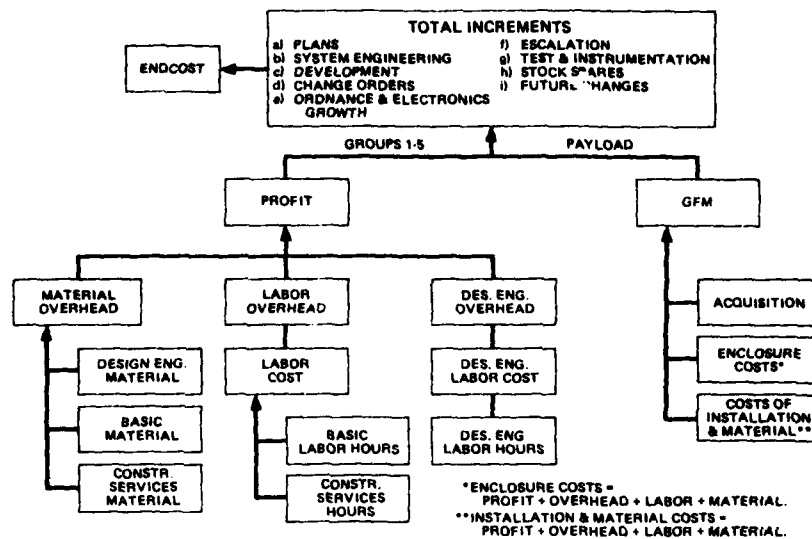 TOTAL INCREMENTS
a) PLANS
b) SYSTEM ENGINEERING
c) DEVELOPMENT
d) CHANGE ORDERS
e) ORDNANCE & ELECTRONICS
GROWTH
f) ESCALATION
g) TEST & INSTRUMENTATION
h) STOCK SPARES
i) FUTURE CHANGES
ENDCOST
GROUPS 1-5
PAYLOAD
PROFIT
GFM
MATERIAL
OVERHEAD
LABOR
OVERHEAD
DES. ENG.
OVERHEAD
ACQUISITION
DESIGN ENG.
MATERIAL
LABOR
COST
DES. ENG.
LABOR COST
ENCLOSURE
COSTS*
BASIC
MATERIAL
BASIC
LABOR HOURS
DES. ENG
LABOR HOURS
COSTS OF
INSTALLATION
& MATERIAL**
CONSTR.
SERVICES
MATERIAL
CONSTR.
SERVICES
HOURS
*ENCLOSURE COSTS =
PROFIT + OVERHEAD + LABOR + MATERIAL.
**INSTALLATION & MATERIAL COSTS =
PROFIT + OVERHEAD + LABOR + MATERIAL.